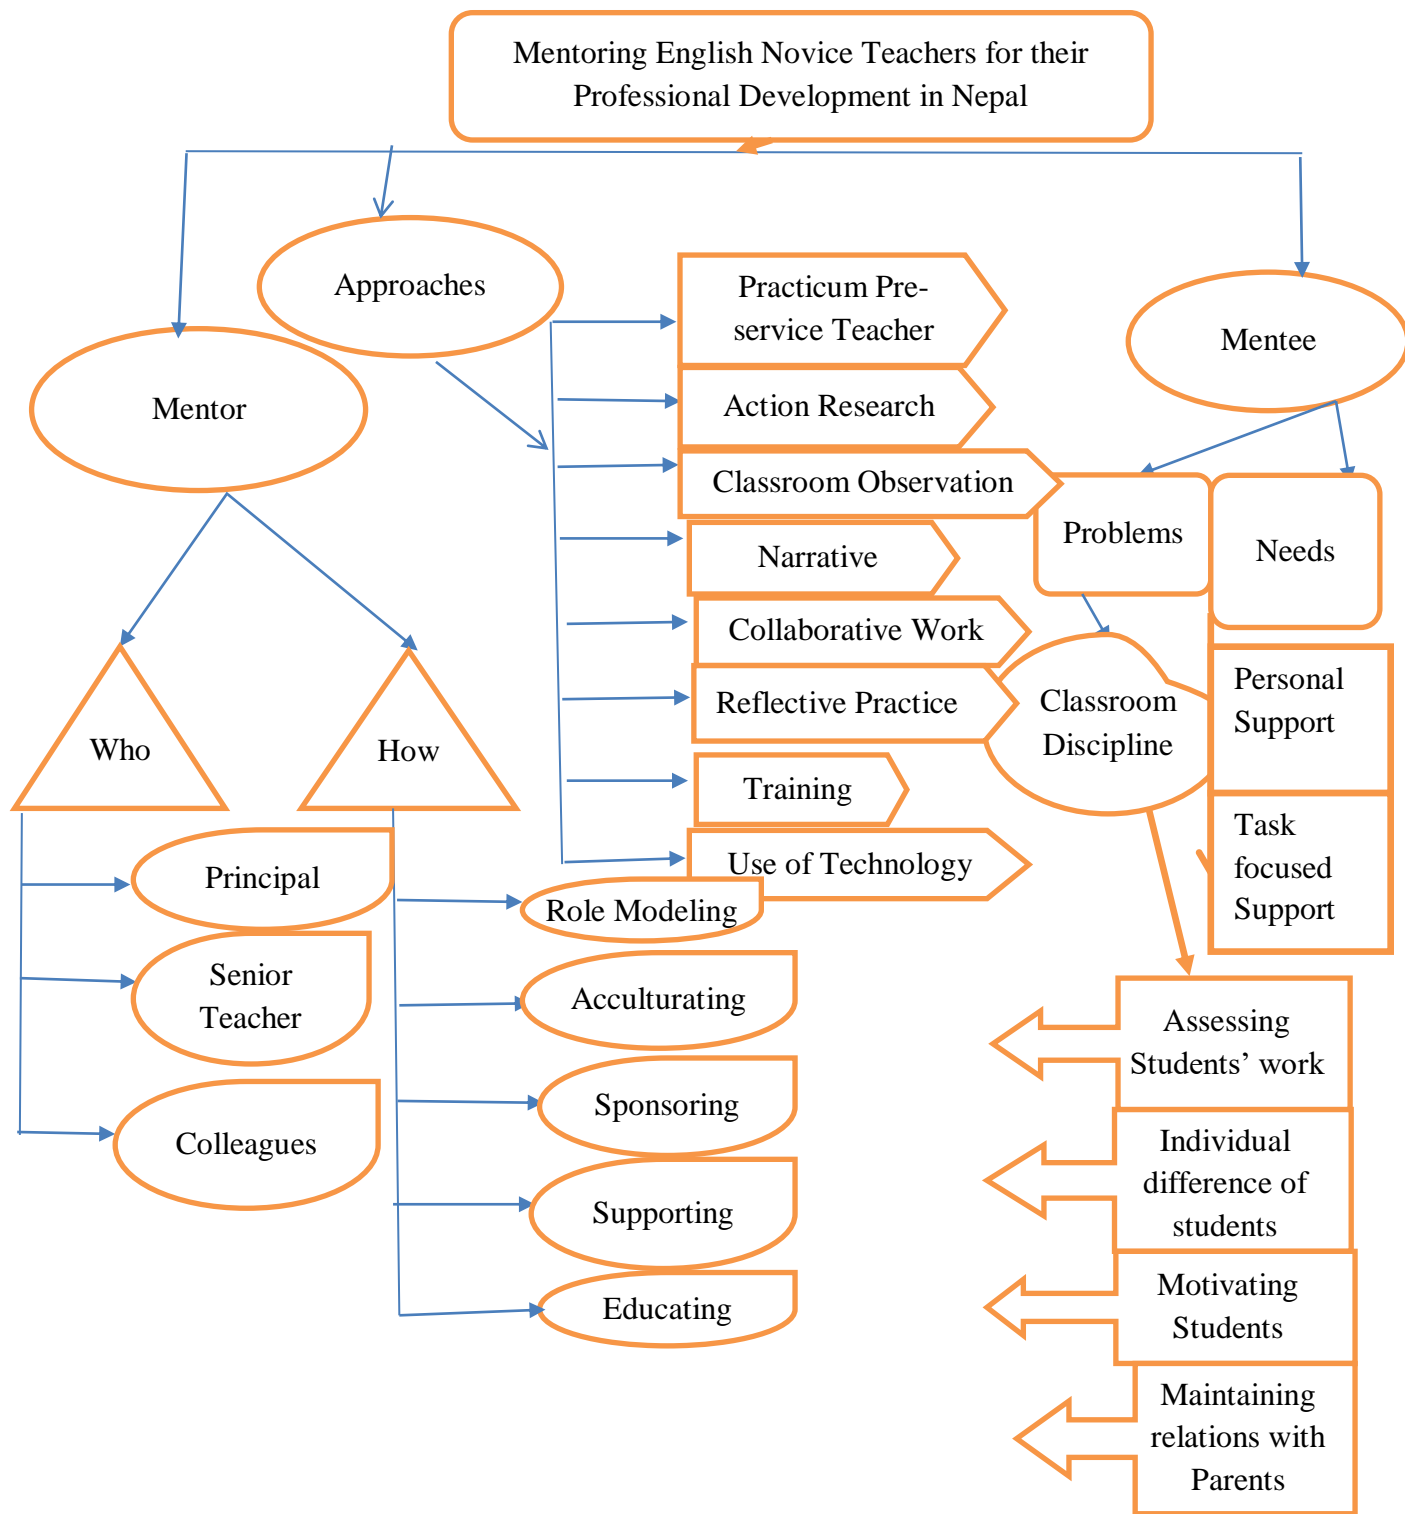 Mentoring English Novice Teachers for their
Professional Development in Nepal
Approaches
Mentor
Mentee
Practicum Pre-
service Teacher
Action Research
Classroom Observation
Narrative
Collaborative Work
Reflective Practice
Training
Use of Technology
Problems
Needs
Classroom
Discipline
Personal
Support
Task
focused
Support
Who
How
Principal
Senior
Teacher
Colleagues
Role Modeling
Acculturating
Sponsoring
Supporting
Educating
Assessing
Students’ work
Individual
difference of
students
Motivating
Students
Maintaining
relations with
Parents